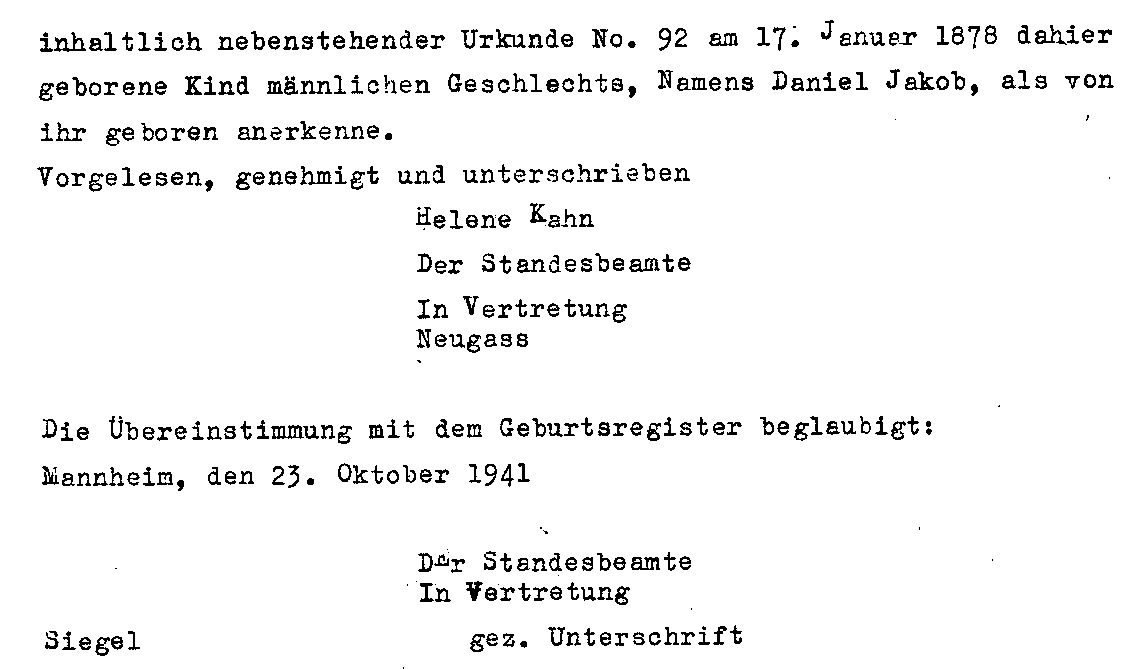 inhaltlich nebenstehender Urkunde No. 92 am 17. Januar 1878 dahier
geborene Kind männlichen Geschlechts, Namens Daniel Jakob, als von
ihr geboren anerkenne.
Vorgelesen, genehmigt und unterschrieben
Helene Kahn
Der Standesbeamte
In Vertretung
Neugass
Die Übereinstimmung mit dem Geburtsregister beglaubigt:
Mannheim, den 23. Oktober 1941
Der Standesbeamte
In Vertretung
Siegel gez. Unterschrift